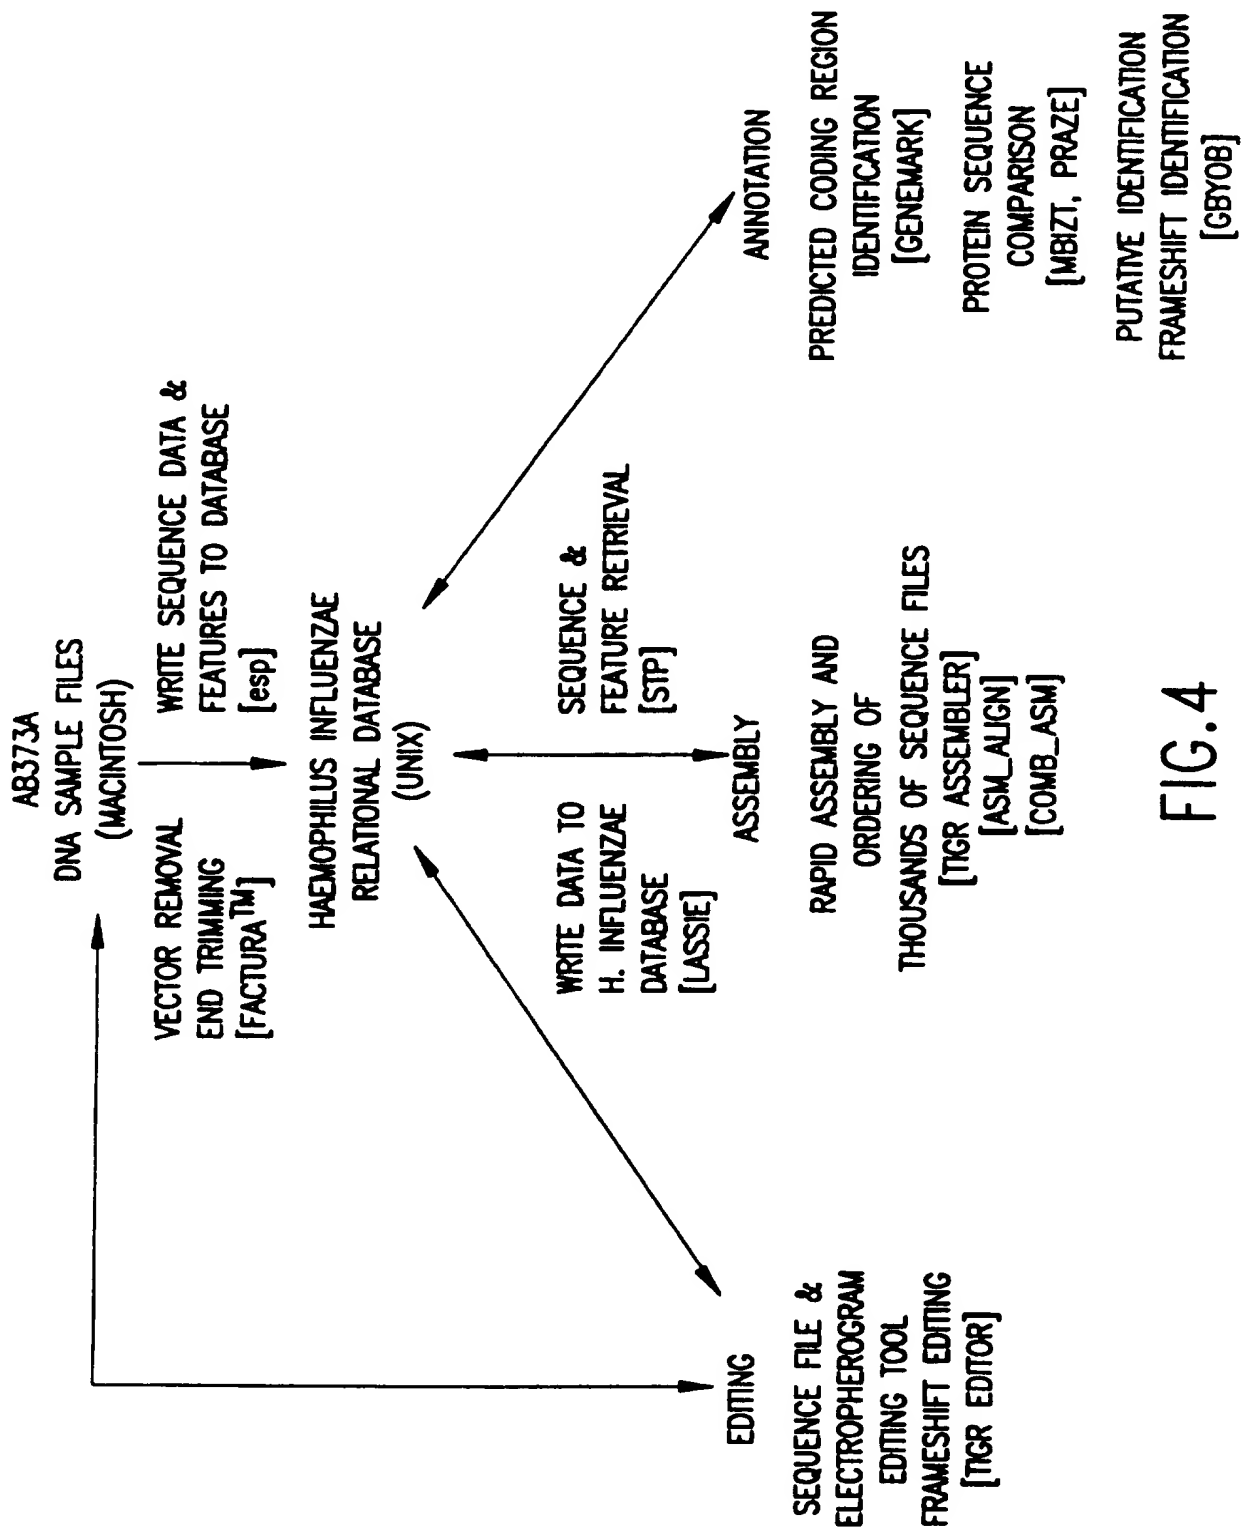 AB373A
DNA SAMPLE FILES
(MACINTOSH)
VECTOR REMOVAL
END TRIMMING
[FACTURA™]
WRITE SEQUENCE DATA &
FEATURES TO DATABASE
[esp]
HAEMOPHILUS INFLUENZAE
RELATIONAL DATABASE
(UNIX)
WRITE DATA TO
H. INFLUENZAE
DATABASE
[LASSIE]
SEQUENCE &
FEATURE RETRIEVAL
[STP]
EDITING
SEQUENCE FILE &
ELECTROPHEROGRAM
EDITING TOOL
FRAMESHIFT EDITING
[TIGR EDITOR]
ASSEMBLY
RAPID ASSEMBLY AND
ORDERING OF
THOUSANDS OF SEQUENCE FILES
[TIGR ASSEMBLER]
[ASM_ALIGN]
[COMB_ASM]
ANNOTATION
PREDICTED CODING REGION
IDENTIFICATION
[GENEMARK]
PROTEIN SEQUENCE
COMPARISON
[MBIZT, PRAZE]
PUTATIVE IDENTIFICATION
FRAMESHIFT IDENTIFICATION
[GBYOB]
FIG.4